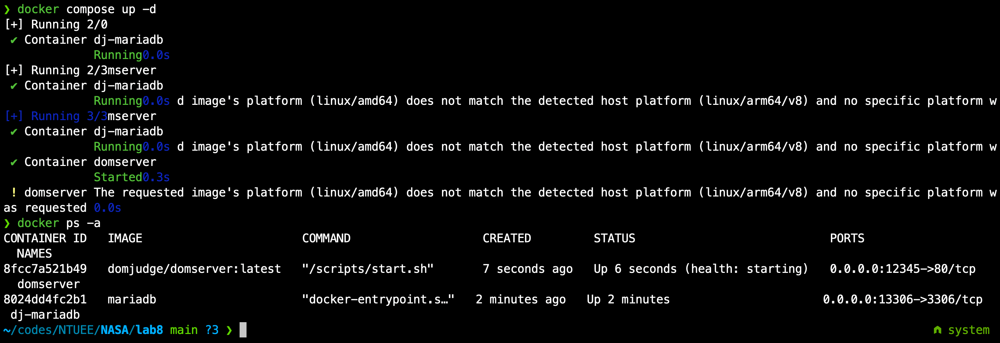 ❯ docker compose up -d
[+] Running 2/0
✔ Container dj-mariadb
Running0.0s
[+] Running 2/3mserver
✔ Container dj-mariadb
Running0.0s d image's platform (linux/amd64) does not match the detected host platform (linux/arm64/v8) and no specific platform w
[+] Running 3/3mserver
✔ Container dj-mariadb
Running0.0s d image's platform (linux/amd64) does not match the detected host platform (linux/arm64/v8) and no specific platform w
✔ Container domserver
Started0.3s
! domserver The requested image's platform (linux/amd64) does not match the detected host platform (linux/arm64/v8) and no specific platform w
as requested 0.0s
❯ docker ps -a
CONTAINER ID   IMAGE                       COMMAND                   CREATED         STATUS                            PORTS
NAMES
8fcc7a521b49   domjudge/domserver:latest   "/scripts/start.sh"       7 seconds ago   Up 6 seconds (health: starting)   0.0.0.0:12345->80/tcp
domserver
8024dd4fc2b1   mariadb                     "docker-entrypoint.s…"   2 minutes ago   Up 2 minutes                      0.0.0.0:13306->3306/tcp
dj-mariadb
~/codes/NTUEE/NASA/lab8 main ?3 ❯ system